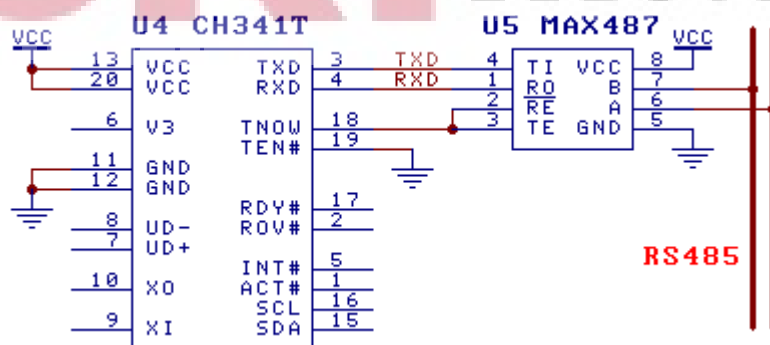 U4 CH341T
U5 MAX487
VCC
VCC
13 VCC TXD 3 TXD 4 TI VCC 8
20 VCC RXD 4 RXD 1 RO B 7
2 RE A 6
6 V3 TNOW 18 3 TE GND 5
TEN# 19
11 GND
12 GND
RDY# 17
8 UD- ROV# 2
7 UD+
INT# 5
RS485
10 XO ACT# 1
SCL 16
9 XI SDA 15